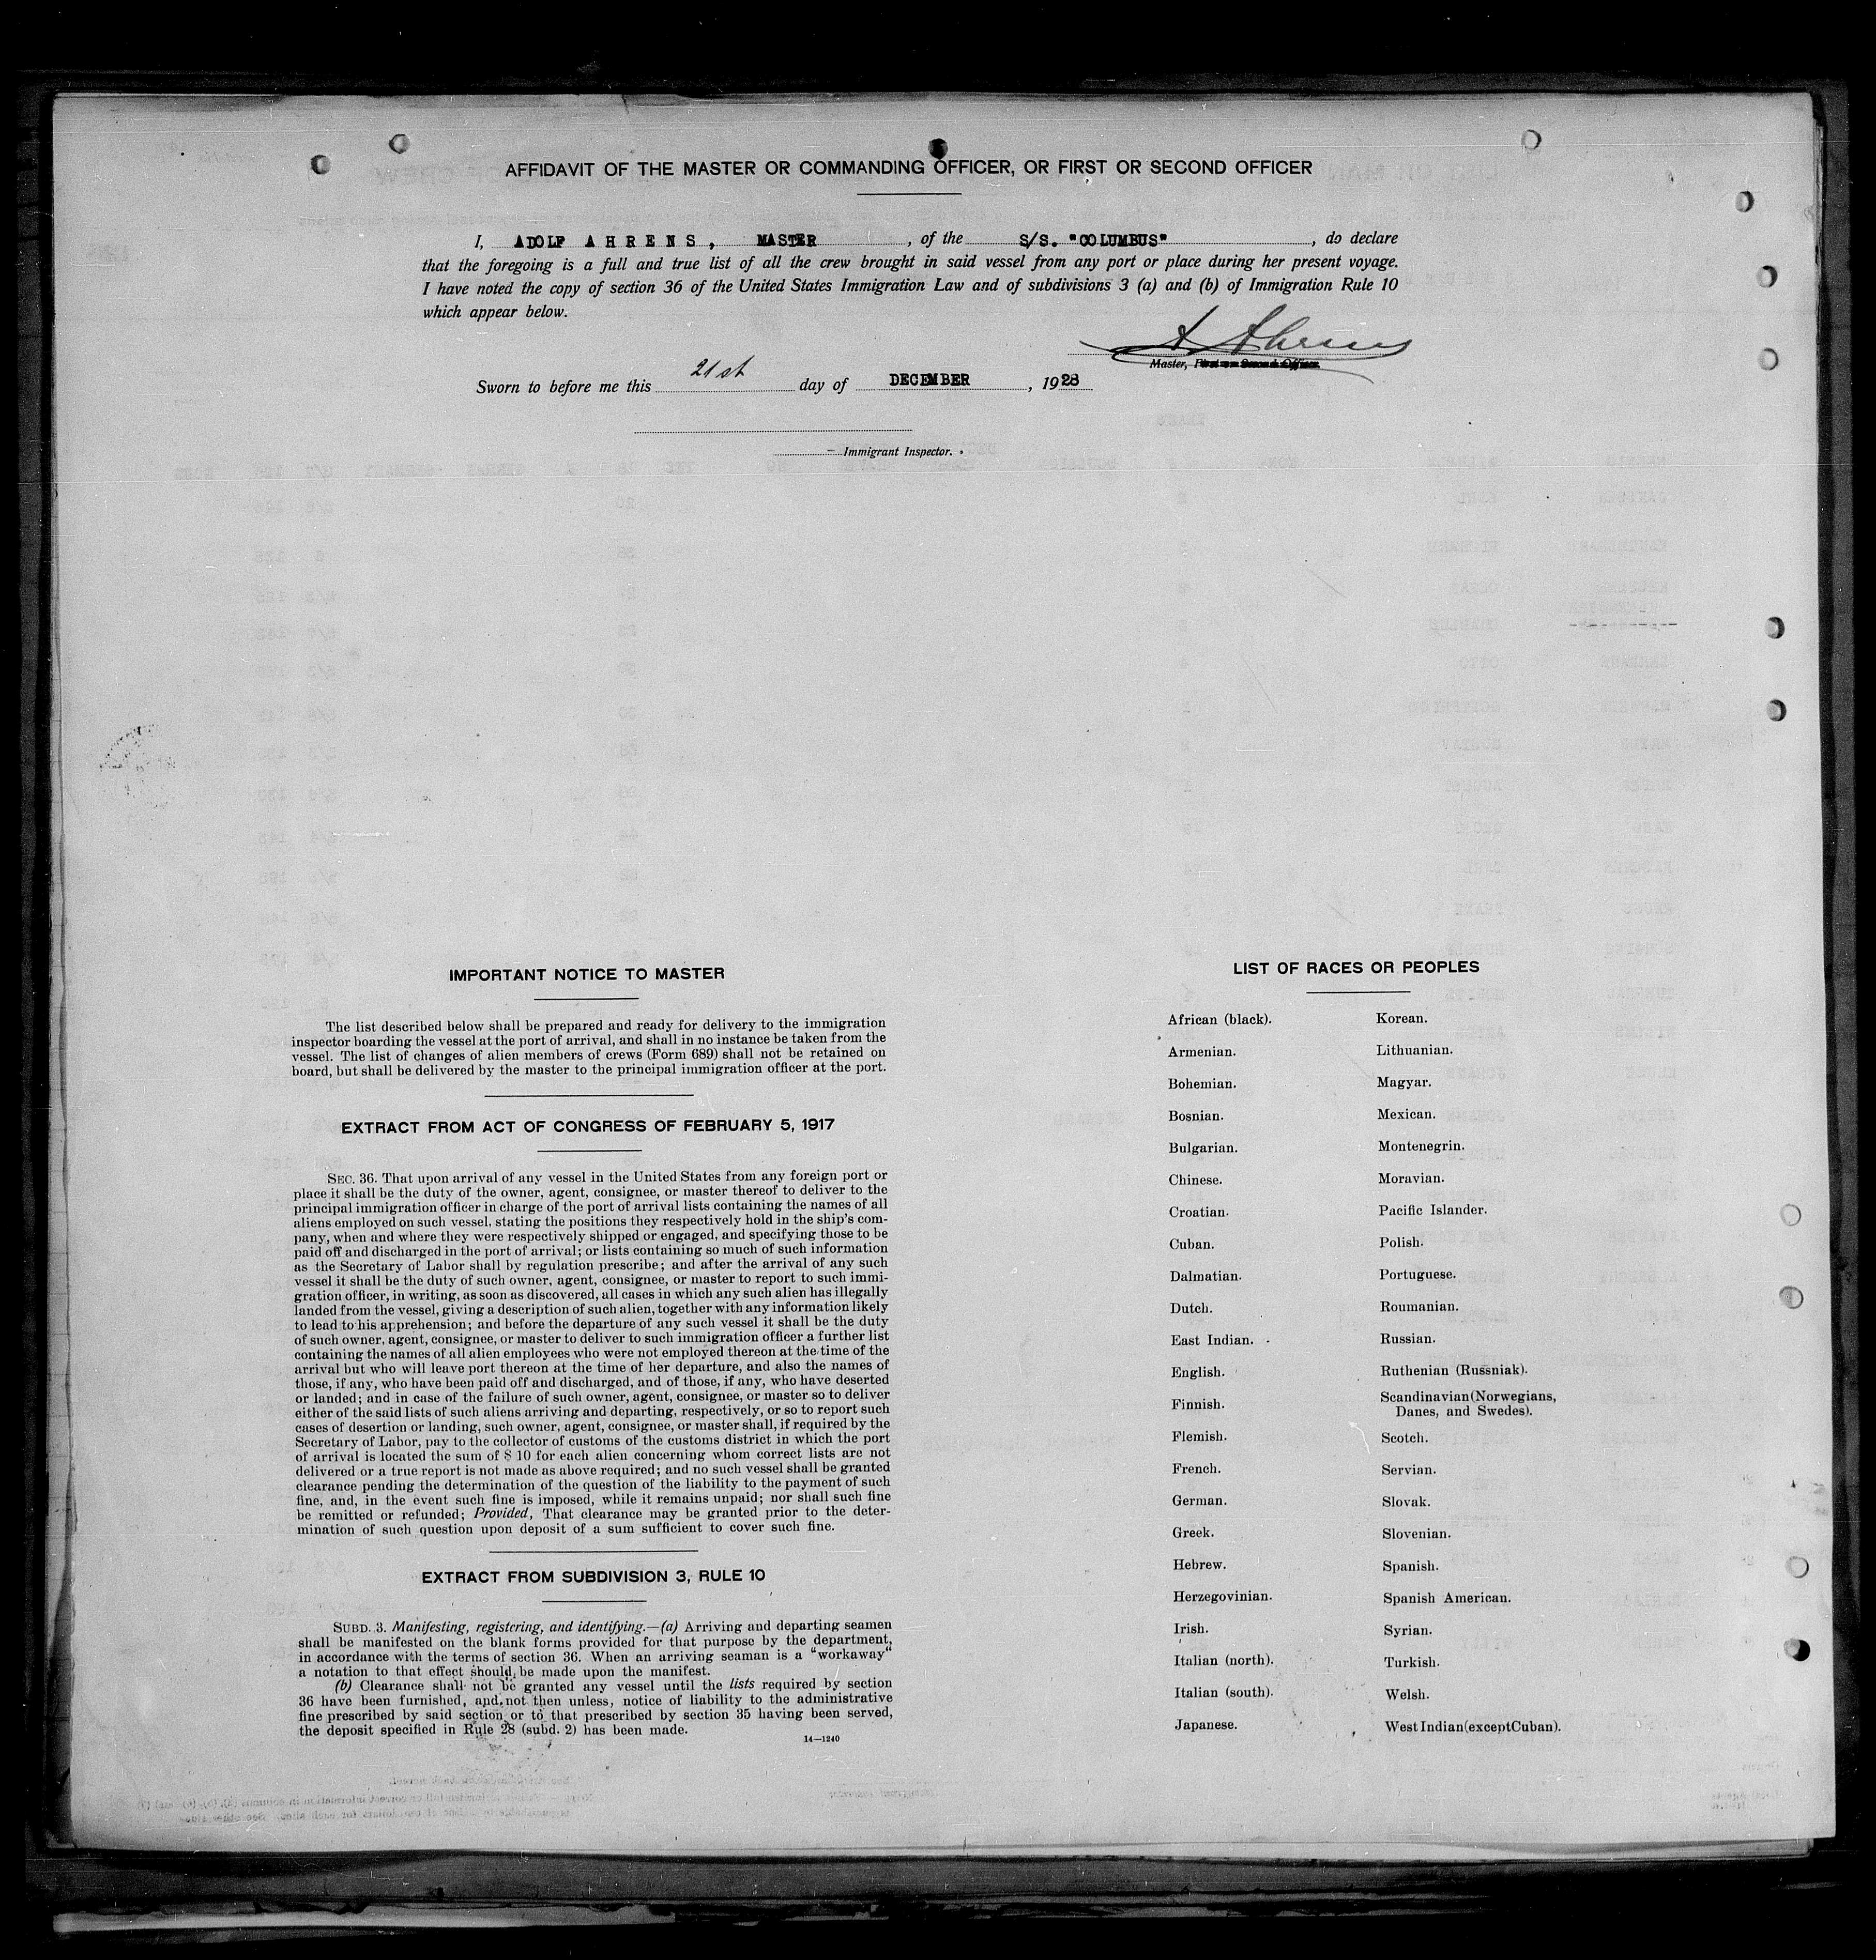 AFFIDAVIT OF THE MASTER OR COMMANDING OFFICER, OR FIRST OR SECOND OFFICER
I, ADOLF AHRENS, MASTER, of the S/S. "COLUMBUS", do declare
that the foregoing is a full and true list of all the crew brought in said vessel from any port or place during her present voyage.
I have noted the copy of section 36 of the United States Immigration Law and of subdivisions 3 (a) and (b) of Immigration Rule 10
which appear below.
A Ahrens
Master, First or Second Officer.
Sworn to before me this 21st day of DECEMBER, 1928
Immigrant Inspector.
IMPORTANT NOTICE TO MASTER
The list described below shall be prepared and ready for delivery to the immigration
inspector boarding the vessel at the port of arrival, and shall in no instance be taken from the
vessel. The list of changes of alien members of crews (Form 689) shall not be retained on
board, but shall be delivered by the master to the principal immigration officer at the port.
EXTRACT FROM ACT OF CONGRESS OF FEBRUARY 5, 1917
SEC. 36. That upon arrival of any vessel in the United States from any foreign port or
place it shall be the duty of the owner, agent, consignee, or master thereof to deliver to the
principal immigration officer in charge of the port of arrival lists containing the names of all
aliens employed on such vessel, stating the positions they respectively hold in the ship's com-
pany, when and where they were respectively shipped or engaged, and specifying those to be
paid off and discharged in the port of arrival; or lists containing so much of such information
as the Secretary of Labor shall by regulation prescribe; and after the arrival of any such
vessel it shall be the duty of such owner, agent, consignee, or master to report to such immi-
gration officer, in writing, as soon as discovered, all cases in which any such alien has illegally
landed from the vessel, giving a description of such alien, together with any information likely
to lead to his apprehension; and before the departure of any such vessel it shall be the duty
of such owner, agent, consignee, or master to deliver to such immigration officer a further list
containing the names of all alien employees who were not employed thereon at the time of the
arrival but who will leave port thereon at the time of her departure, and also the names of
those, if any, who have been paid off and discharged, and of those, if any, who have deserted
or landed; and in case of the failure of such owner, agent, consignee, or master so to deliver
either of the said lists of such aliens arriving and departing, respectively, or so to report such
cases of desertion or landing, such owner, agent, consignee, or master shall, if required by the
Secretary of Labor, pay to the collector of customs of the customs district in which the port
of arrival is located the sum of $ 10 for each alien concerning whom correct lists are not
delivered or a true report is not made as above required; and no such vessel shall be granted
clearance pending the determination of the question of the liability to the payment of such
fine, and, in the event such fine is imposed, while it remains unpaid; nor shall such fine
be remitted or refunded; Provided, That clearance may be granted prior to the deter-
mination of such question upon deposit of a sum sufficient to cover such fine.
EXTRACT FROM SUBDIVISION 3, RULE 10
SUBD. 3. Manifesting, registering, and identifying.—(a) Arriving and departing seamen
shall be manifested on the blank forms provided for that purpose by the department,
in accordance with the terms of section 36. When an arriving seaman is a "workaway"
a notation to that effect should be made upon the manifest.
(b) Clearance shall not be granted any vessel until the lists required by section
36 have been furnished, and not then unless, notice of liability to the administrative
fine prescribed by said section or to that prescribed by section 35 having been served,
the deposit specified in Rule 28 (subd. 2) has been made.
14—1240
LIST OF RACES OR PEOPLES
African (black).
Armenian.
Bohemian.
Bosnian.
Bulgarian.
Chinese.
Croatian.
Cuban.
Dalmatian.
Dutch.
East Indian.
English.
Finnish.
Flemish.
French.
German.
Greek.
Hebrew.
Herzegovinian.
Irish.
Italian (north).
Italian (south).
Japanese.
Korean.
Lithuanian.
Magyar.
Mexican.
Montenegrin.
Moravian.
Pacific Islander.
Polish.
Portuguese.
Roumanian.
Russian.
Ruthenian (Russniak).
Scandinavian (Norwegians,
Danes, and Swedes).
Scotch.
Servian.
Slovak.
Slovenian.
Spanish.
Spanish American.
Syrian.
Turkish.
Welsh.
West Indian (except Cuban).